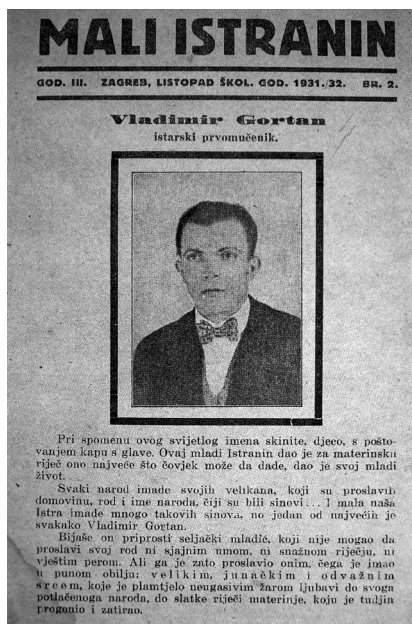 MALI ISTRANIN
GOD. III. ZAGREB, LISTOPAD ŠKOL. GOD. 1931./32. BR. 2.
Vladimir Gortan
istarski prvomučenik.
Pri spomenu ovog svijetlog imena skinite, djeco, s pošto-
vanjem kapu s glave. Ovaj mladi Istranin dao je za materinsku
riječ ono najveće što čovjek može da dade, dao je svoj mladi
život.
Svaki narod imade svojih velikana, koji su proslavili
domovinu, rod i ime naroda, čiji su bili sinovi... I mala naša
Istra imade mnogo takovih sinova, no jedan od najvećih je
svakako Vladimir Gortan.
Bijaše on priprosti seljački mladić, koji nije mogao da
proslavi svoj rod ni sjajnim umom, ni snažnom riječju, ni
vještim perom. Ali ga je zato proslavio onim, čega je imao
u punom obilju: velikim, junačkim i odvažnim
srcem, koje je plamtjelo neugasivim žarom ljubavi do svoga
potlačenoga naroda, do slatke riječi materinje, koju je tudjin
progonio i zatirao.